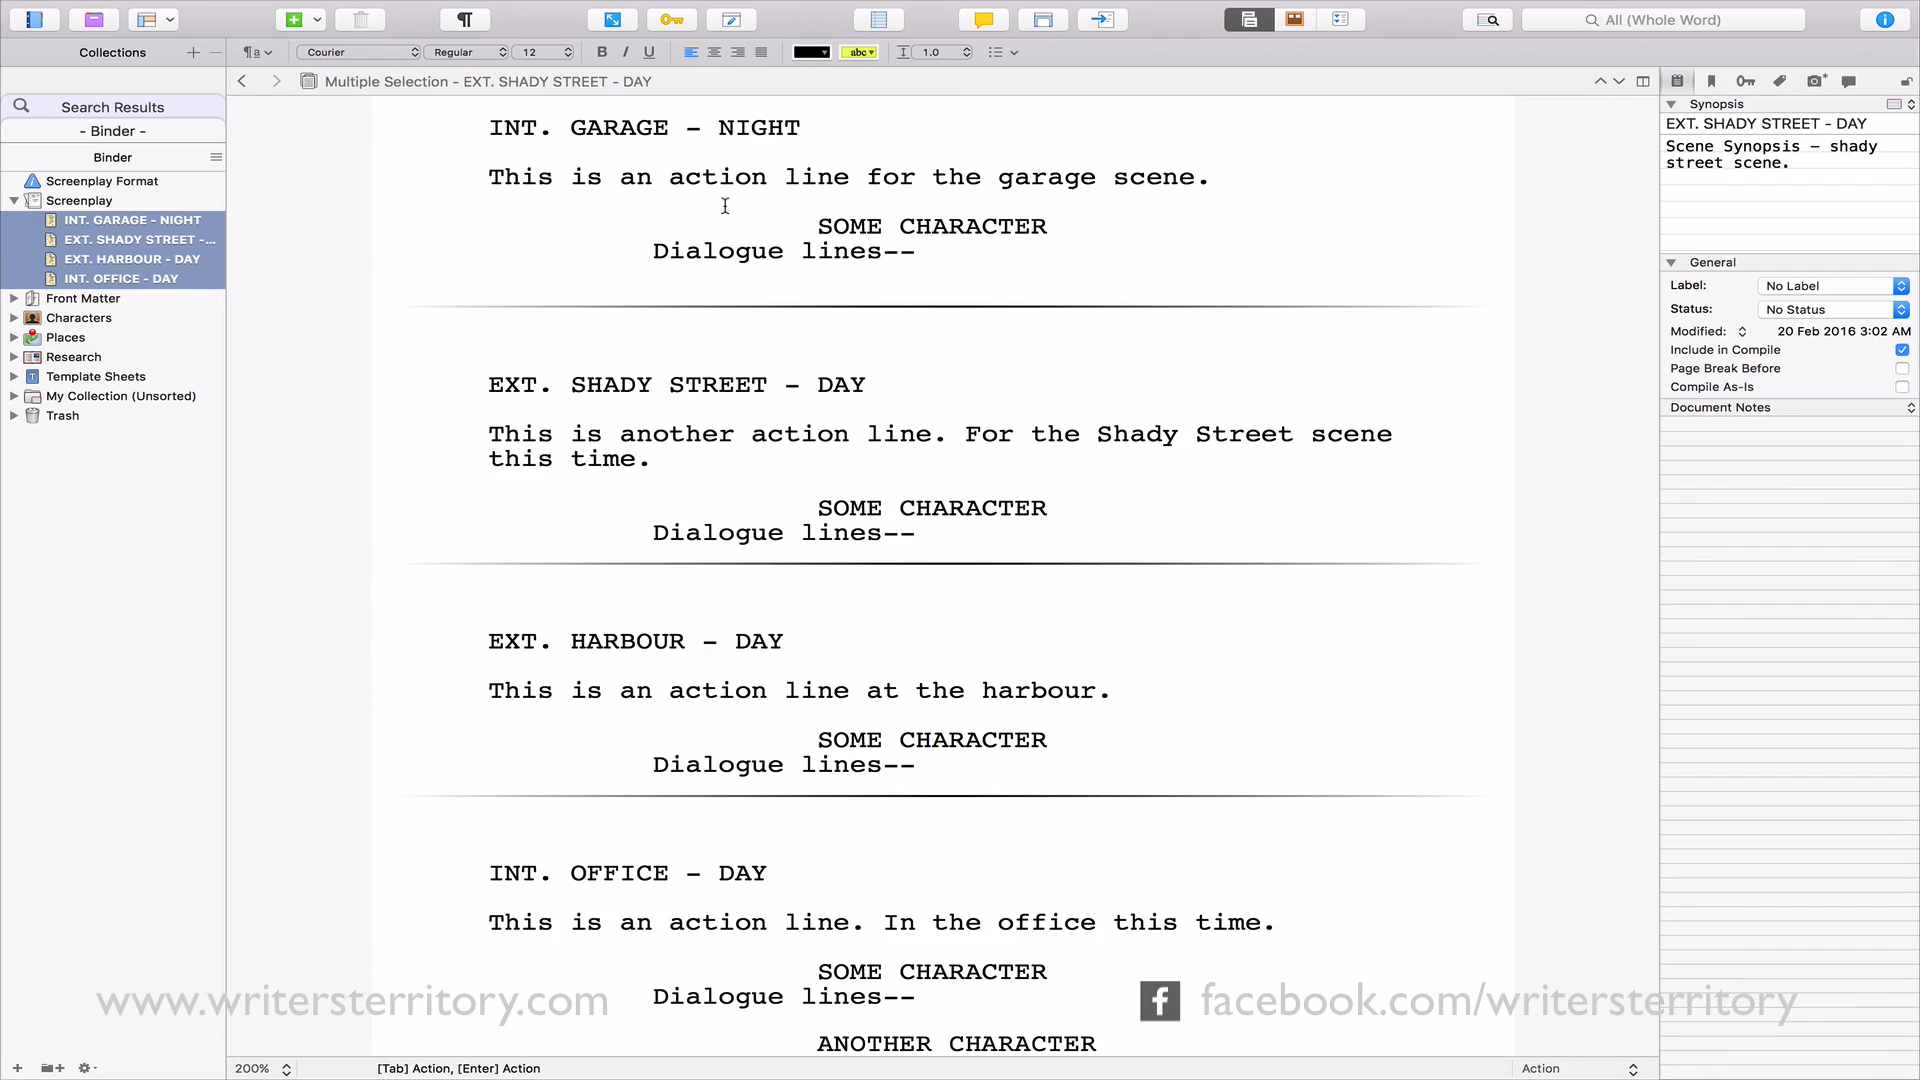 All (Whole Word)
Collections
¶a
Courier
Regular
12
B I U
abc
1.0
Multiple Selection - EXT. SHADY STREET - DAY
Search Results
- Binder -
Binder
Screenplay Format
Screenplay
INT. GARAGE - NIGHT
EXT. SHADY STREET -...
EXT. HARBOUR - DAY
INT. OFFICE - DAY
Front Matter
Characters
Places
Research
Template Sheets
My Collection (Unsorted)
Trash
INT. GARAGE - NIGHT
This is an action line for the garage scene.
SOME CHARACTER
Dialogue lines--
EXT. SHADY STREET - DAY
This is another action line. For the Shady Street scene
this time.
SOME CHARACTER
Dialogue lines--
EXT. HARBOUR - DAY
This is an action line at the harbour.
SOME CHARACTER
Dialogue lines--
INT. OFFICE - DAY
This is an action line. In the office this time.
SOME CHARACTER
Dialogue lines--
ANOTHER CHARACTER
Synopsis
EXT. SHADY STREET - DAY
Scene Synopsis - shady
street scene.
General
Label: No Label
Status: No Status
Modified: 20 Feb 2016 3:02 AM
Include in Compile
Page Break Before
Compile As-Is
Document Notes
www.writersterritory.com
facebook.com/writersterritory
200%
[Tab] Action, [Enter] Action
Action